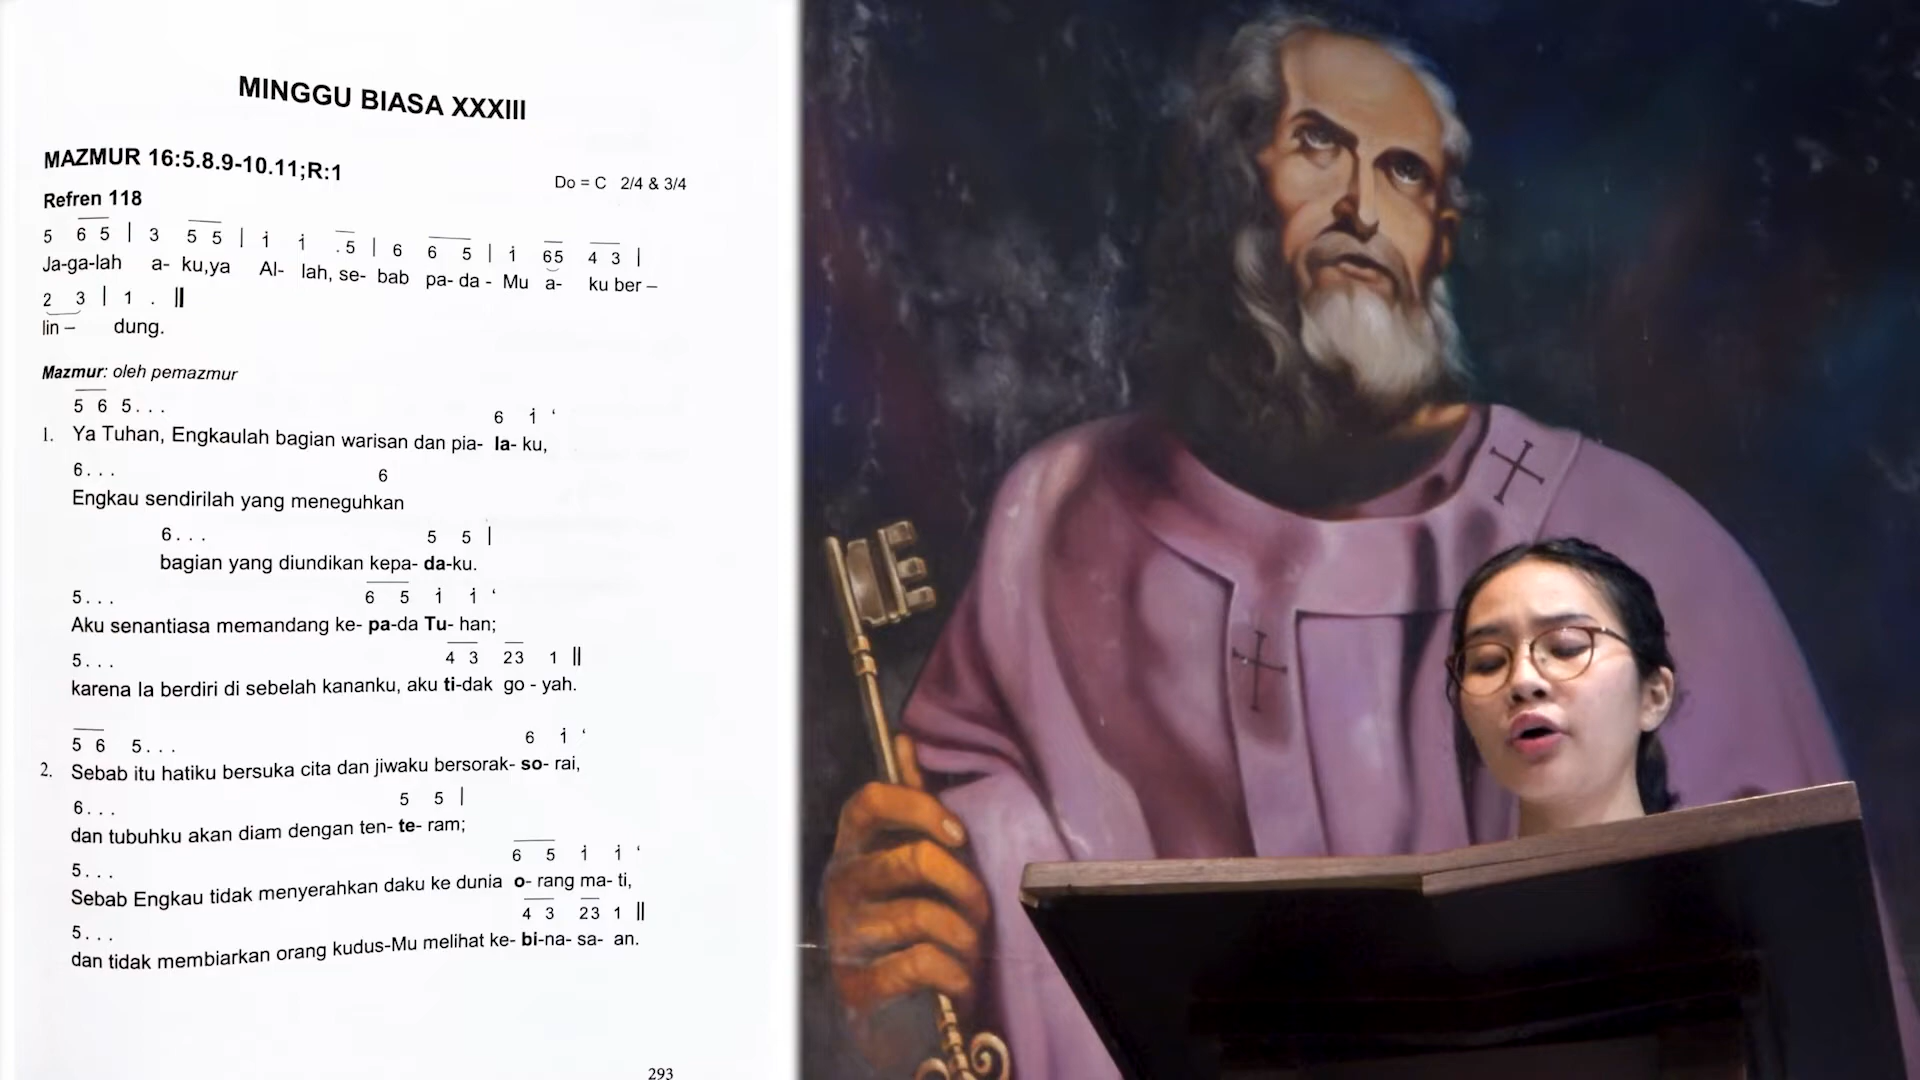 MINGGU BIASA XXXIII
MAZMUR 16:5.8.9-10.11;R:1
Do = C 2/4 & 3/4
Refren 118
5 6 5 | 3 5 5 | i i . 5 | 6 6 5 | i 65 4 3 |
Ja-ga-lah a- ku,ya Al- lah, se- bab pa- da - Mu a- ku ber –
2 3 | 1 . ||
lin – dung.
Mazmur: oleh pemazmur
5 6 5 . . . 6 i ‘
1. Ya Tuhan, Engkaulah bagian warisan dan pia- la- ku,
6 . . . 6
Engkau sendirilah yang meneguhkan
6 . . . 5 5 |
bagian yang diundikan kepa- da-ku.
5 . . . 6 5 i i ‘
Aku senantiasa memandang ke- pa-da Tu- han;
5 . . . 4 3 23 1 ||
karena Ia berdiri di sebelah kananku, aku ti-dak go - yah.
5 6 5 . . . 6 i ‘
2. Sebab itu hatiku bersuka cita dan jiwaku bersorak- so- rai,
6 . . . 5 5 |
dan tubuhku akan diam dengan ten- te- ram;
5 . . . 6 5 i i ‘
Sebab Engkau tidak menyerahkan daku ke dunia o- rang ma- ti,
5 . . . 4 3 23 1 ||
dan tidak membiarkan orang kudus-Mu melihat ke- bi-na- sa- an.
293